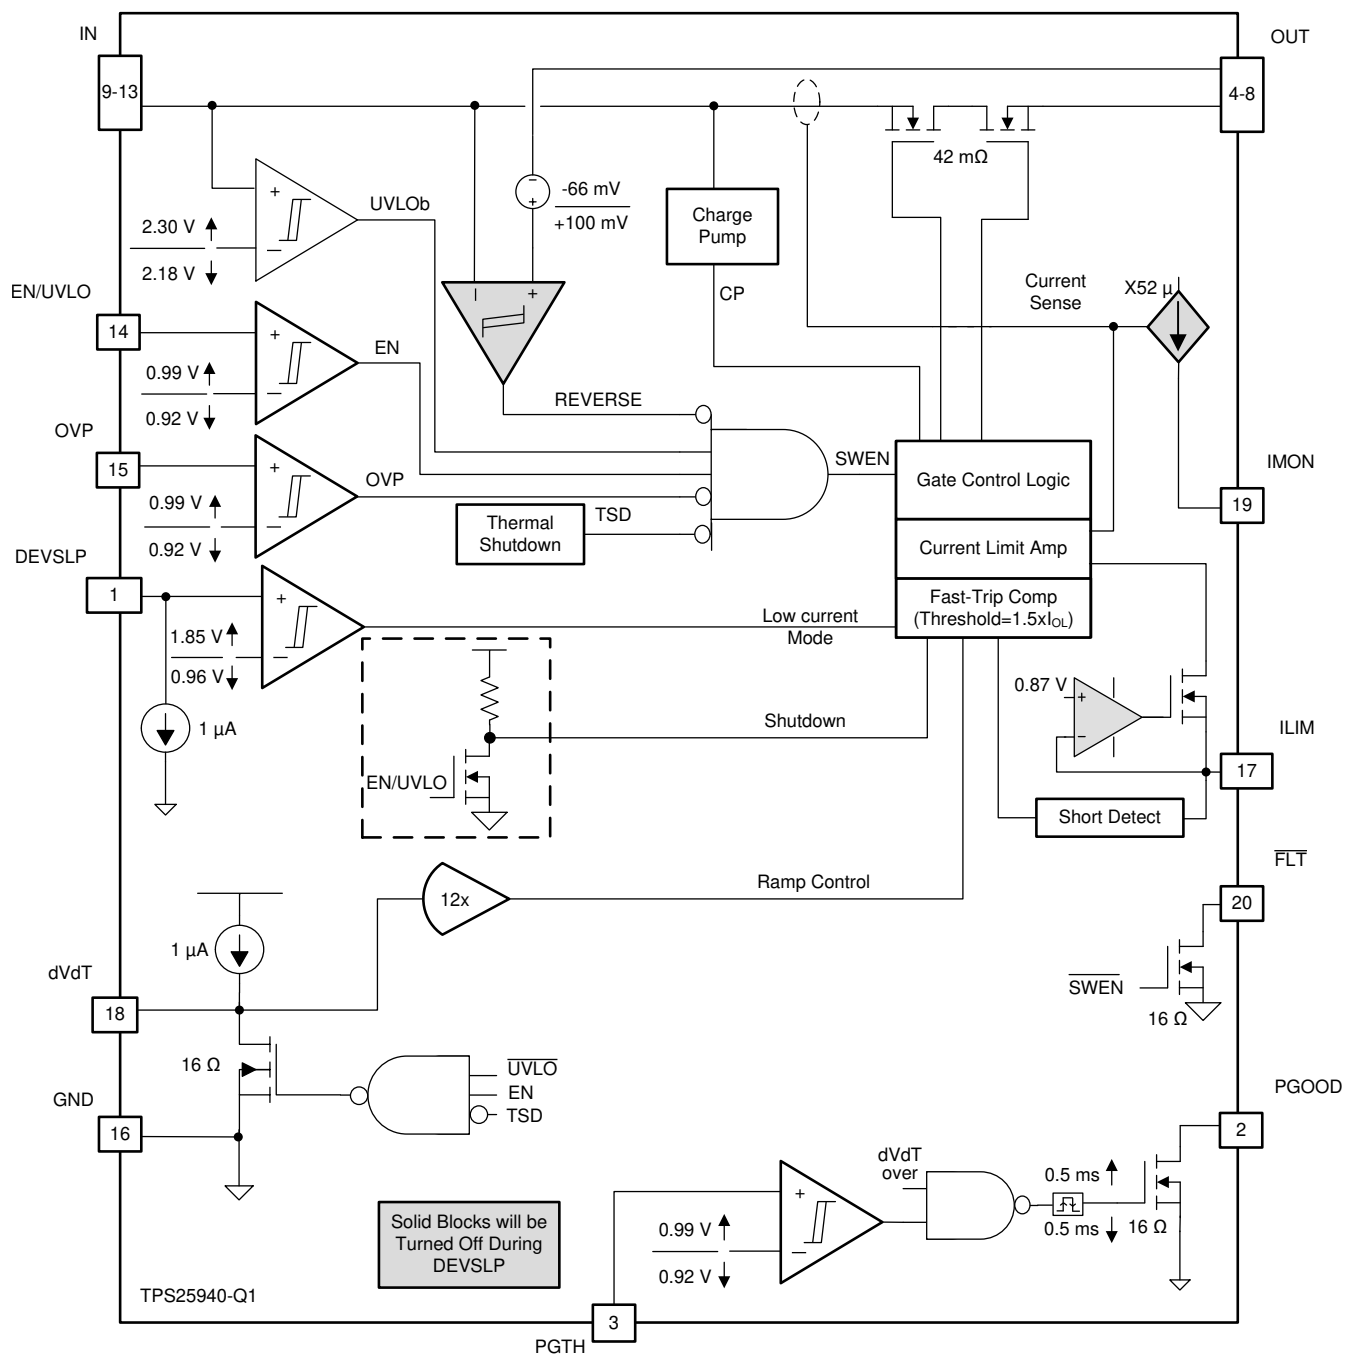 IN
OUT
9-13
4-8
42 mΩ
-66 mV
+100 mV
UVLOb
+
−
2.30 V
2.18 V
−
+
Charge
Pump
CP
Current
Sense
X52 µ
EN/UVLO
14
+
−
0.99 V
0.92 V
EN
−
+
REVERSE
OVP
15
+
−
0.99 V
0.92 V
OVP
Thermal
Shutdown
TSD
SWEN
Gate Control Logic
Current Limit Amp
Fast-Trip Comp
(Threshold=1.5xIOL)
IMON
19
DEVSLP
1
+
−
1.85 V
0.96 V
1 µA
Low current
Mode
EN/UVLO
Shutdown
0.87 V
+
−
ILIM
17
Short Detect
FLT
20
SWEN
16 Ω
12x
Ramp Control
1 µA
dVdT
18
16 Ω
UVLO
EN
TSD
GND
16
PGOOD
2
dVdT
over
+
−
0.99 V
0.92 V
0.5 ms
0.5 ms
16 Ω
Solid Blocks will be
Turned Off During
DEVSLP
TPS25940-Q1
3
PGTH